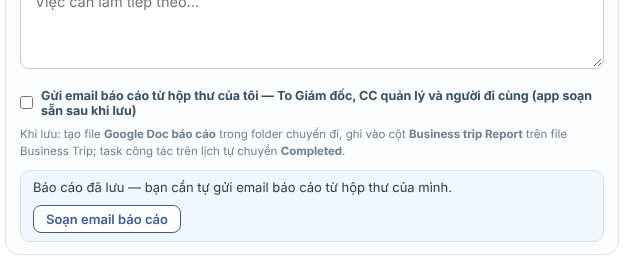 Việc cần làm tiếp theo...
Gửi email báo cáo từ hộp thư của tôi — To Giám đốc, CC quản lý và người đi cùng (app soạn
sẵn sau khi lưu)
Khi lưu: tạo file Google Doc báo cáo trong folder chuyến đi, ghi vào cột Business trip Report trên file
Business Trip; task công tác trên lịch tự chuyển Completed.
Báo cáo đã lưu — bạn cần tự gửi email báo cáo từ hộp thư của mình.
Soạn email báo cáo